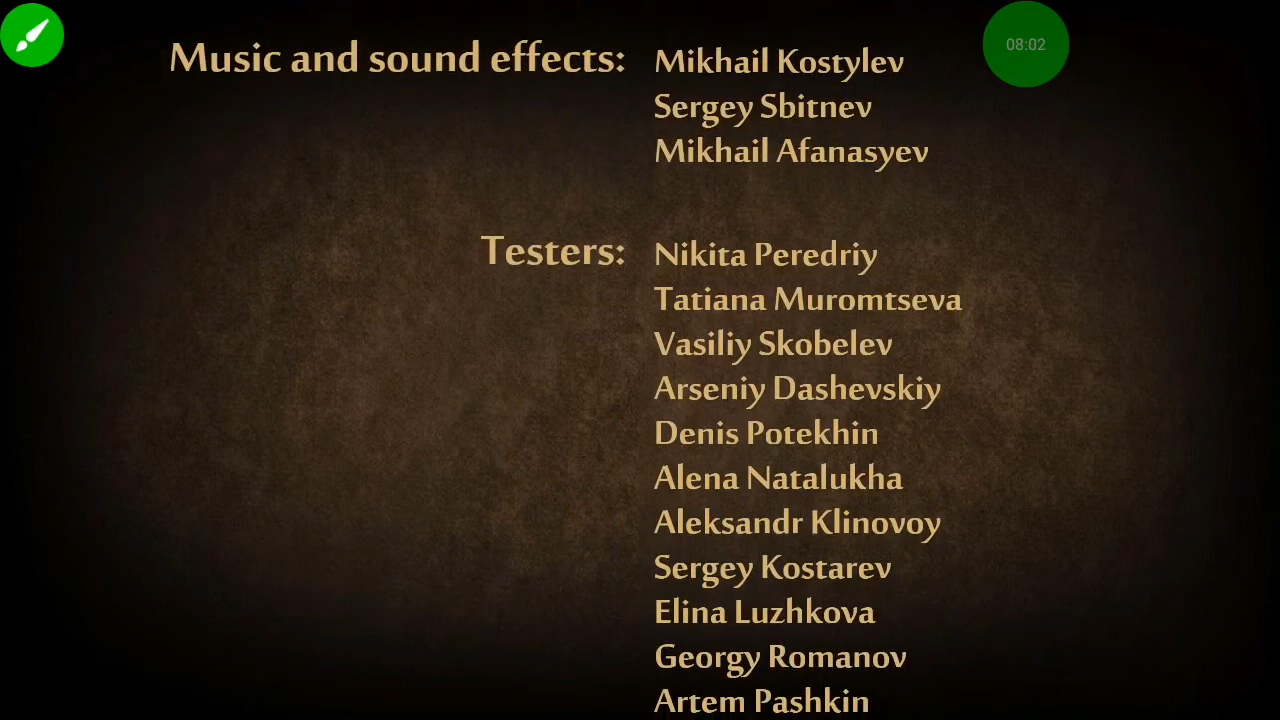 Music and sound effects: Mikhail Kostylev
Sergey Sbitnev
Mikhail Afanasyev
Testers: Nikita Peredriy
Tatiana Muromtseva
Vasiliy Skobelev
Arseniy Dashevskiy
Denis Potekhin
Alena Natalukha
Aleksandr Klinovoy
Sergey Kostarev
Elina Luzhkova
Georgy Romanov
Artem Pashkin
08:02